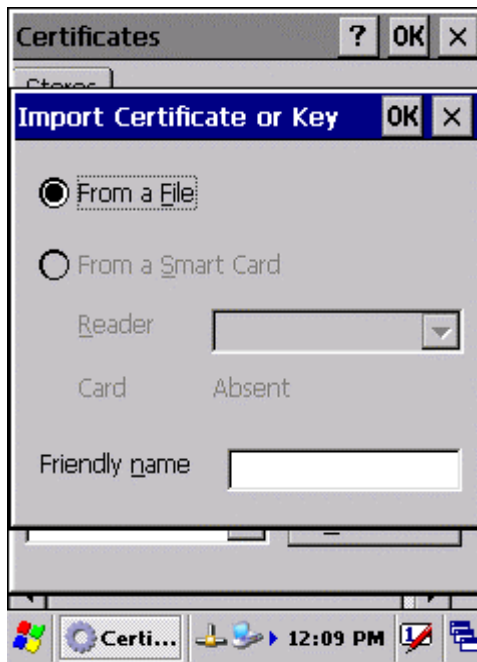 Certificates ? OK ×
Stores
Import Certificate or Key OK ×
From a File
From a Smart Card
Reader
Card Absent
Friendly name
Certi... 12:09 PM